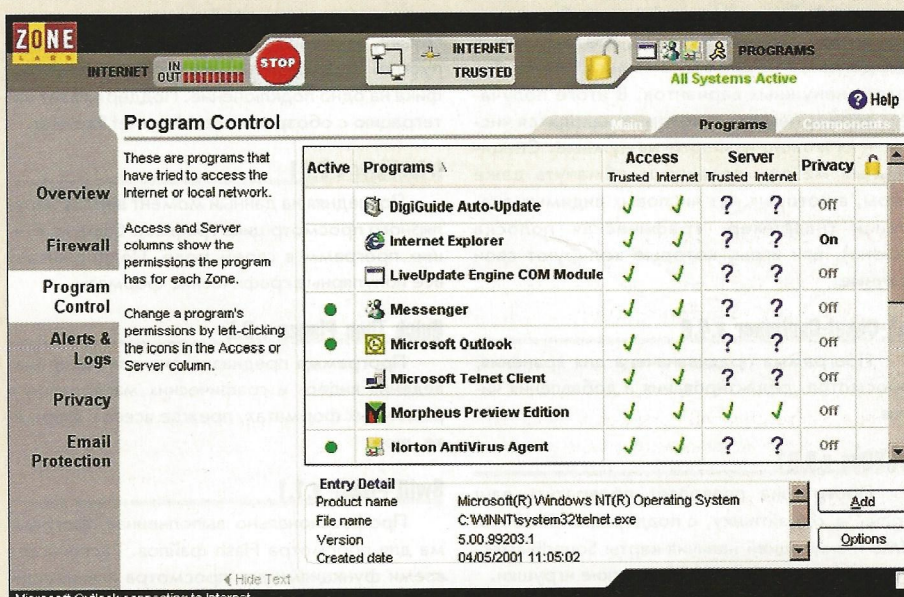 ZONE
LABS
INTERNET
IN
OUT
STOP
INTERNET
TRUSTED
PROGRAMS
All Systems Active
Help
Program Control
Main
Programs
Components
Overview
Firewall
Program
Control
Alerts &
Logs
Privacy
Email
Protection
These are programs that
have tried to access the
Internet or local network.
Access and Server
columns show the
permissions the program
has for each Zone.
Change a program's
permissions by left-clicking
the icons in the Access or
Server column.
Active Programs Access Server Privacy
Trusted Internet Trusted Internet
DigiGuide Auto-Update ? ? Off
Internet Explorer ? ? On
LiveUpdate Engine COM Module ? ? Off
Messenger ? ? Off
Microsoft Outlook ? ? Off
Microsoft Telnet Client ? ? Off
Morpheus Preview Edition Off
Norton AntiVirus Agent ? ? Off
Entry Detail
Product name Microsoft(R) Windows NT(R) Operating System
File name C:\WINNT\system32\telnet.exe
Version 5.00.99203.1
Created date 04/05/2001 11:05:02
Add
Options
Hide Text
Microsoft Outlook connecting to Internet